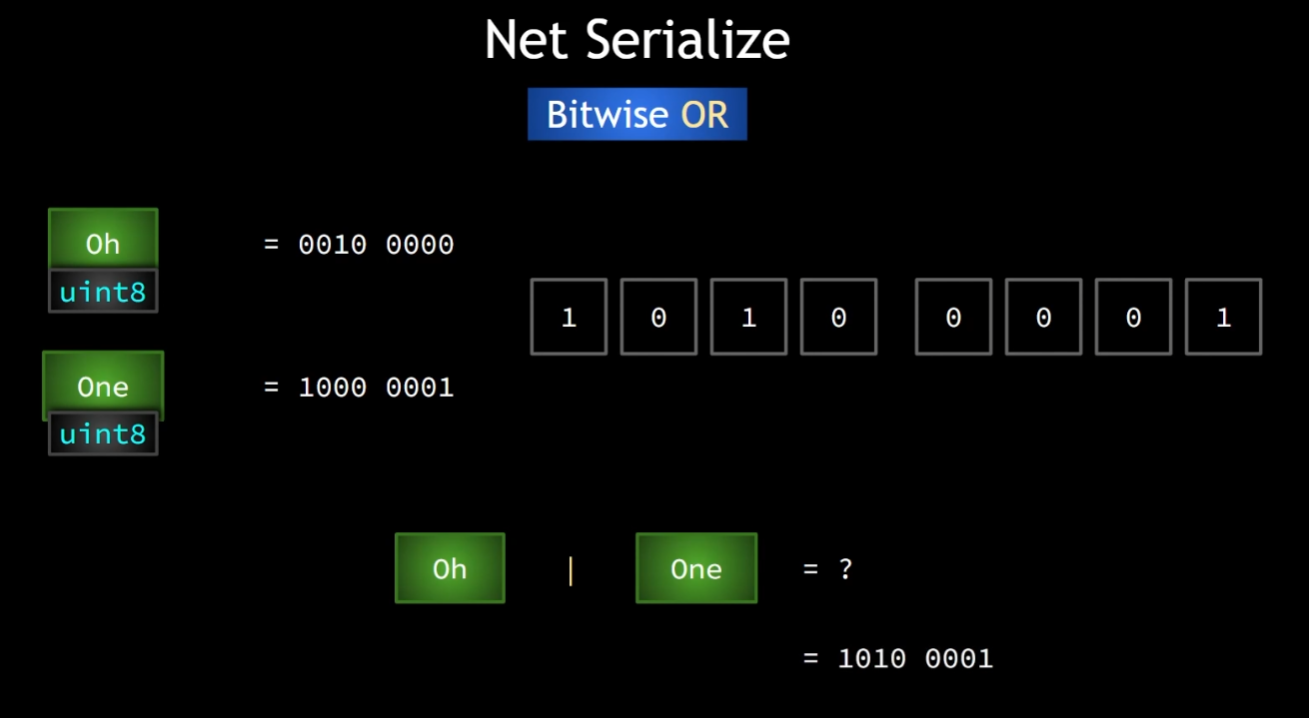 Net Serialize
Bitwise OR
Oh = 0010 0000
uint8
1 0 1 0 0 0 0 1
One = 1000 0001
uint8
Oh | One = ?
= 1010 0001